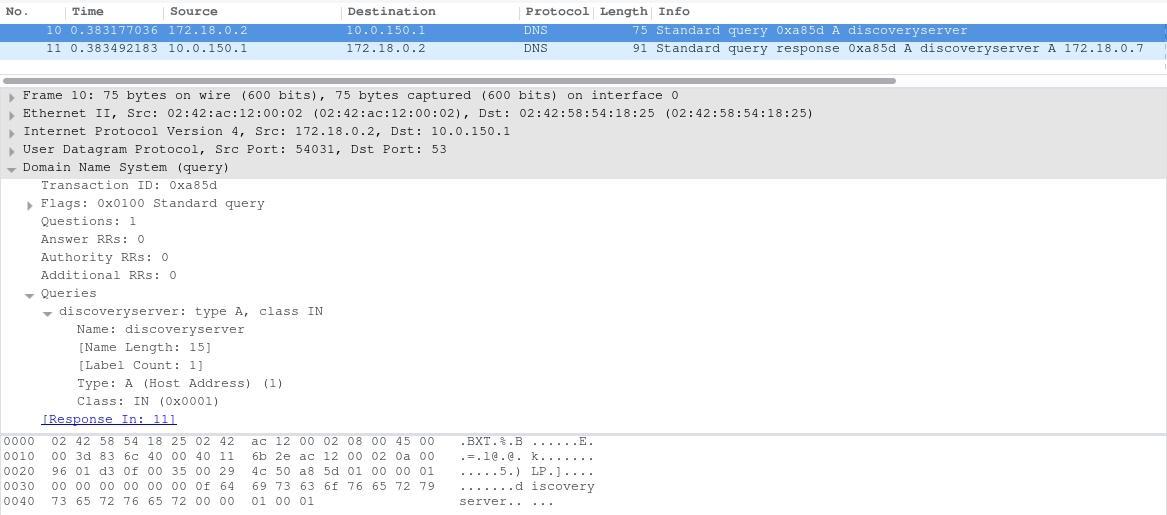 No. Time Source Destination Protocol Length Info
10 0.383177036 172.18.0.2 10.0.150.1 DNS 75 Standard query 0xa85d A discoveryserver
11 0.383492183 10.0.150.1 172.18.0.2 DNS 91 Standard query response 0xa85d A discoveryserver A 172.18.0.7
Frame 10: 75 bytes on wire (600 bits), 75 bytes captured (600 bits) on interface 0
Ethernet II, Src: 02:42:ac:12:00:02 (02:42:ac:12:00:02), Dst: 02:42:58:54:18:25 (02:42:58:54:18:25)
Internet Protocol Version 4, Src: 172.18.0.2, Dst: 10.0.150.1
User Datagram Protocol, Src Port: 54031, Dst Port: 53
Domain Name System (query)
Transaction ID: 0xa85d
Flags: 0x0100 Standard query
Questions: 1
Answer RRs: 0
Authority RRs: 0
Additional RRs: 0
Queries
discoveryserver: type A, class IN
Name: discoveryserver
[Name Length: 15]
[Label Count: 1]
Type: A (Host Address) (1)
Class: IN (0x0001)
[Response In: 11]
0000 02 42 58 54 18 25 02 42 ac 12 00 02 08 00 45 00 .BXT.%.B ......E.
0010 00 3d 83 6c 40 00 40 11 6b 2e ac 12 00 02 0a 00 .=.l@.@. k.......
0020 96 01 d3 0f 00 35 00 29 4c 50 a8 5d 01 00 00 01 .....5.) LP.]....
0030 00 00 00 00 00 00 0f 64 69 73 63 6f 76 65 72 79 .......d iscovery
0040 73 65 72 76 65 72 00 00 01 00 01 server.. ...